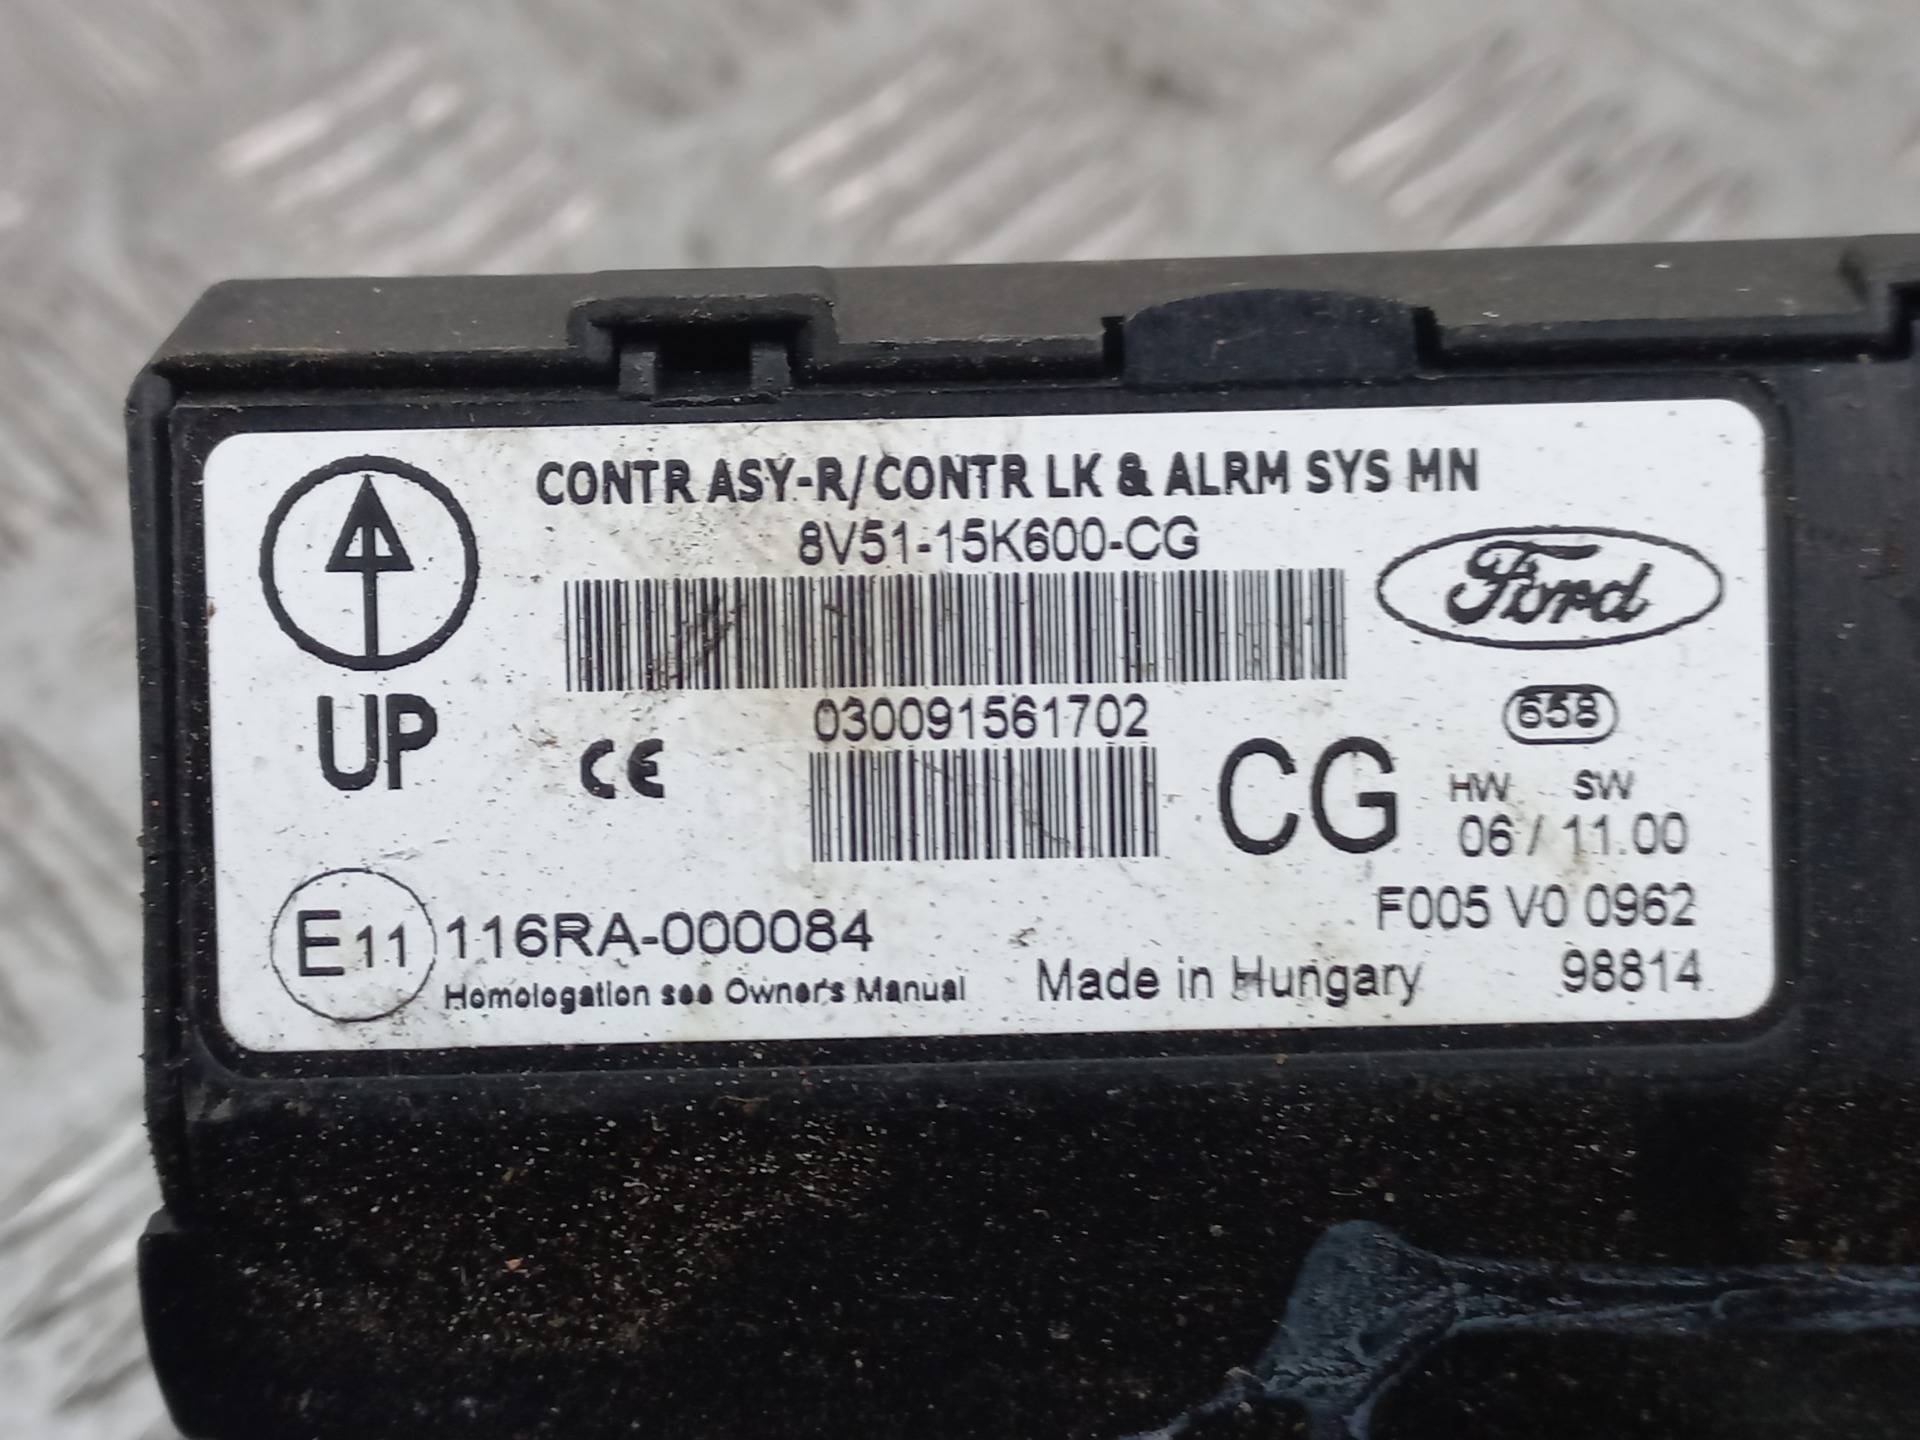 CONTR ASY-R/CONTR LK & ALRM SYS MN
8V51-15K600-CG
Ford
UP
030091561702
658
CE
CG
HW SW
06 / 11.00
E11 116RA-000084
F005 V0 0962
Homologation see Owner's Manual
Made in Hungary
98814